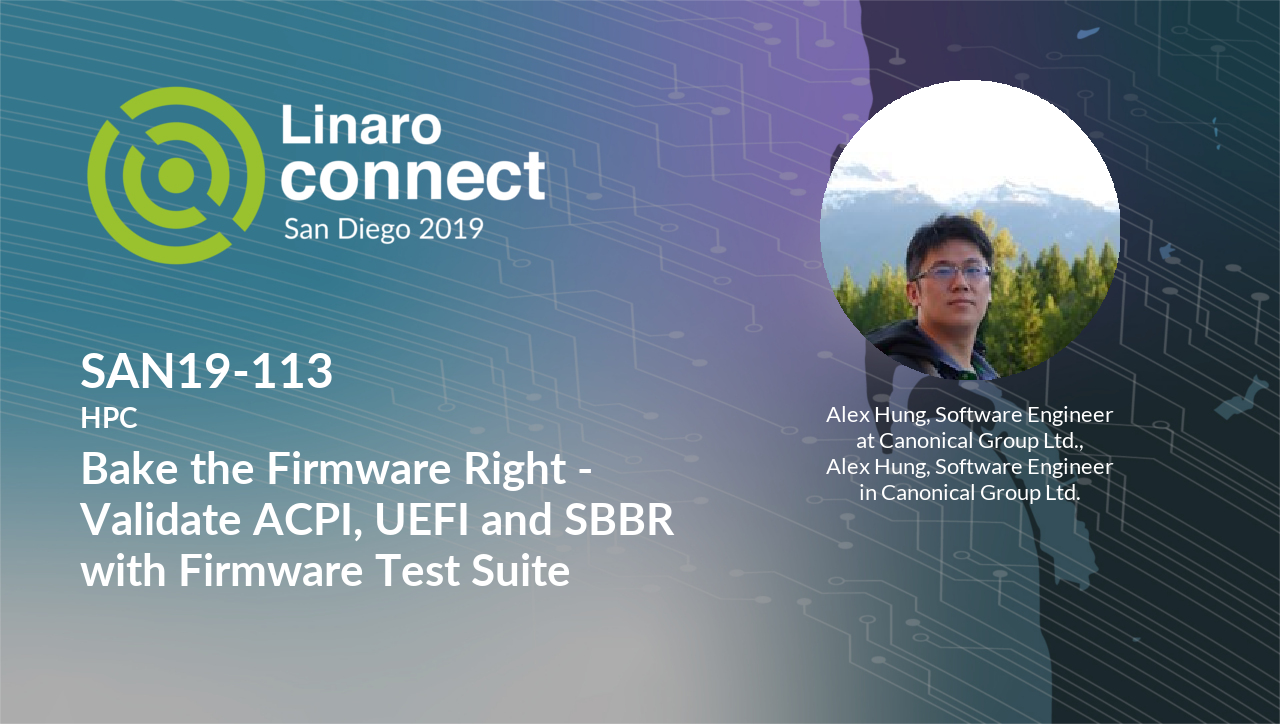 Linaro
connect
San Diego 2019
SAN19-113
HPC
Bake the Firmware Right -
Validate ACPI, UEFI and SBBR
with Firmware Test Suite
Alex Hung, Software Engineer
at Canonical Group Ltd.,
Alex Hung, Software Engineer
in Canonical Group Ltd.